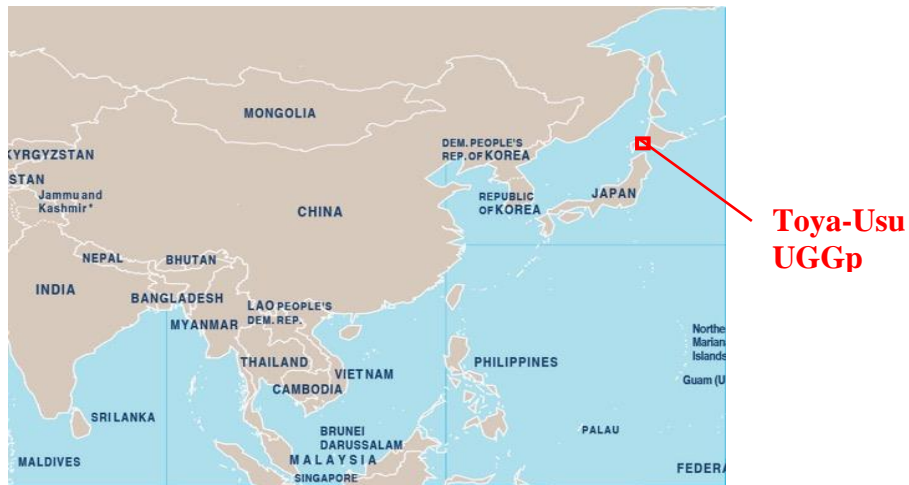 MONGOLIA
KYRGYZSTAN
STAN
Jammu and
Kashmir *
DEM. PEOPLE'S
REP. OF KOREA
REPUBLIC
OF KOREA
JAPAN
CHINA
Toya-Usu
UGGp
NEPAL
BHUTAN
INDIA
BANGLADESH
MYANMAR
LAO PEOPLE'S
DEM. REP.
THAILAND
VIET NAM
CAMBODIA
PHILIPPINES
Northe
Marian
Islands
Guam (U
SRI LANKA
MALDIVES
BRUNEI
DARUSSALAM
MALAYSIA
SINGAPORE
PALAU
FEDERA